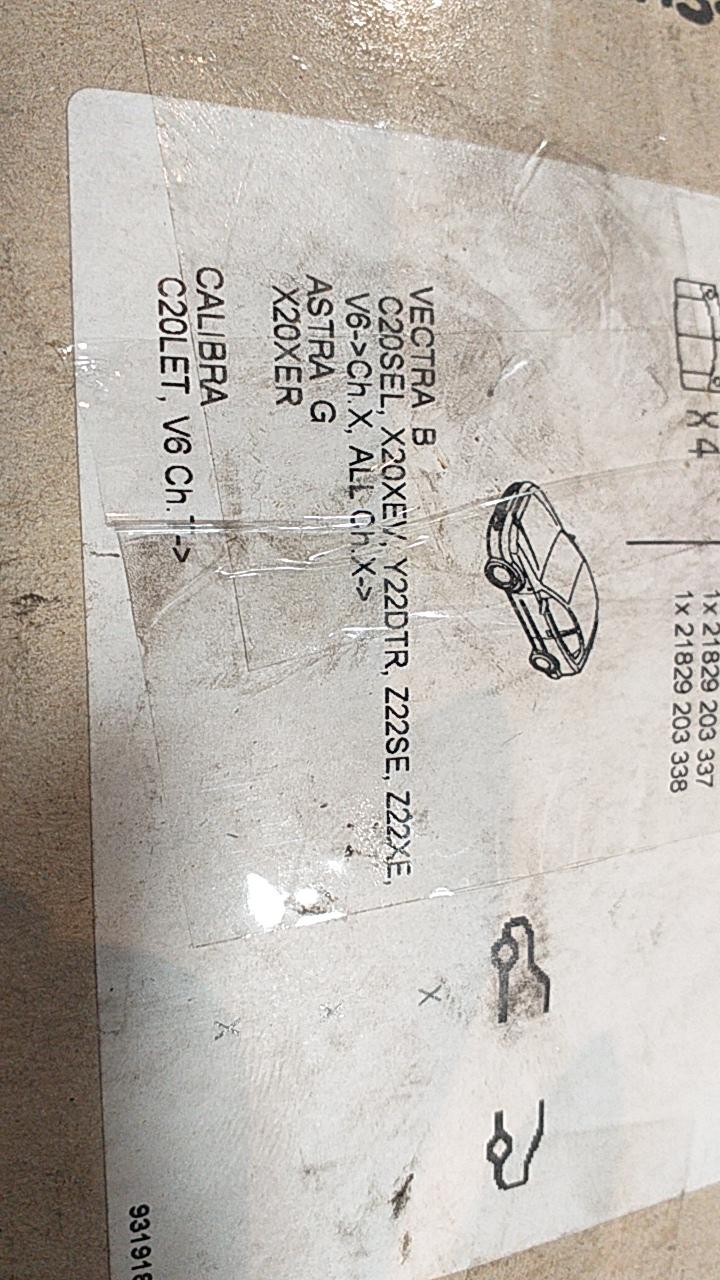 X 4
1x 21829 203 337
1x 21829 203 338
VECTRA B
C20SEL, X20XEV, Y22DTR, Z22SE, Z22XE,
V6->Ch.X, ALL Ch.X->
X
ASTRA G
X20XER
X
CALIBRA
C20LET, V6 Ch.
X